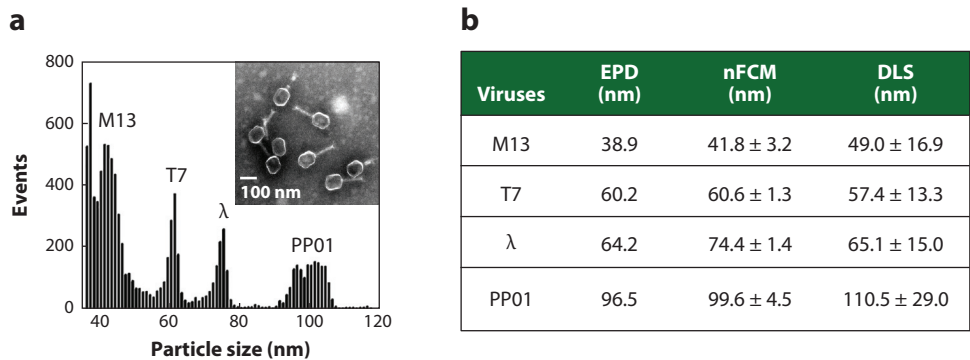 a
800
600
400
200
0
Events
M13
T7
λ
PP01
100 nm
40 60 80 100 120
Particle size (nm)
b
Viruses EPD (nm) nFCM (nm) DLS (nm)
M13 38.9 41.8 ± 3.2 49.0 ± 16.9
T7 60.2 60.6 ± 1.3 57.4 ± 13.3
λ 64.2 74.4 ± 1.4 65.1 ± 15.0
PP01 96.5 99.6 ± 4.5 110.5 ± 29.0